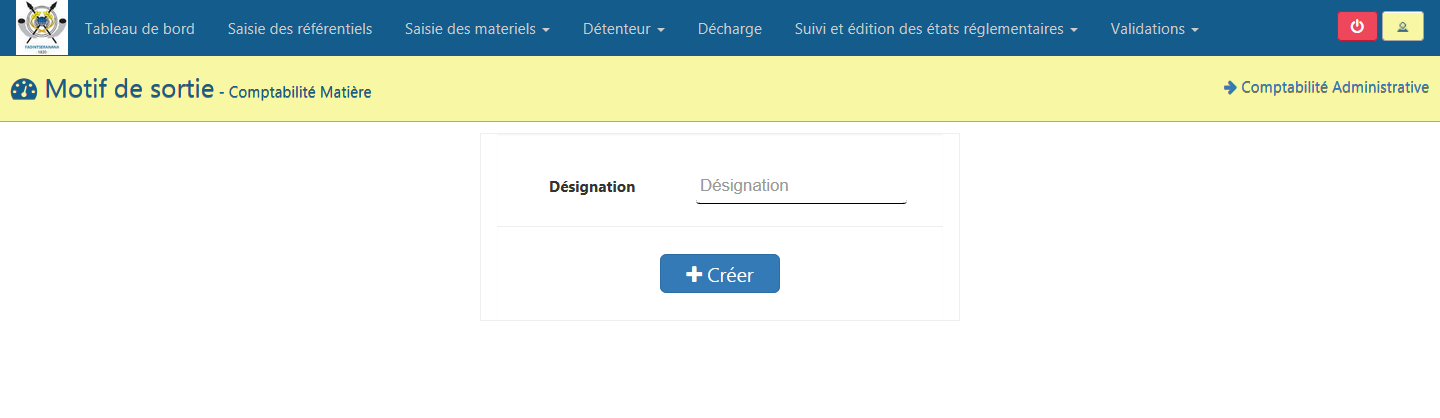 Tableau de bord Saisie des référentiels Saisie des materiels Détenteur Décharge Suivi et édition des états réglementaires Validations
Motif de sortie - Comptabilité Matière
Comptabilité Administrative
Désignation Désignation
Créer